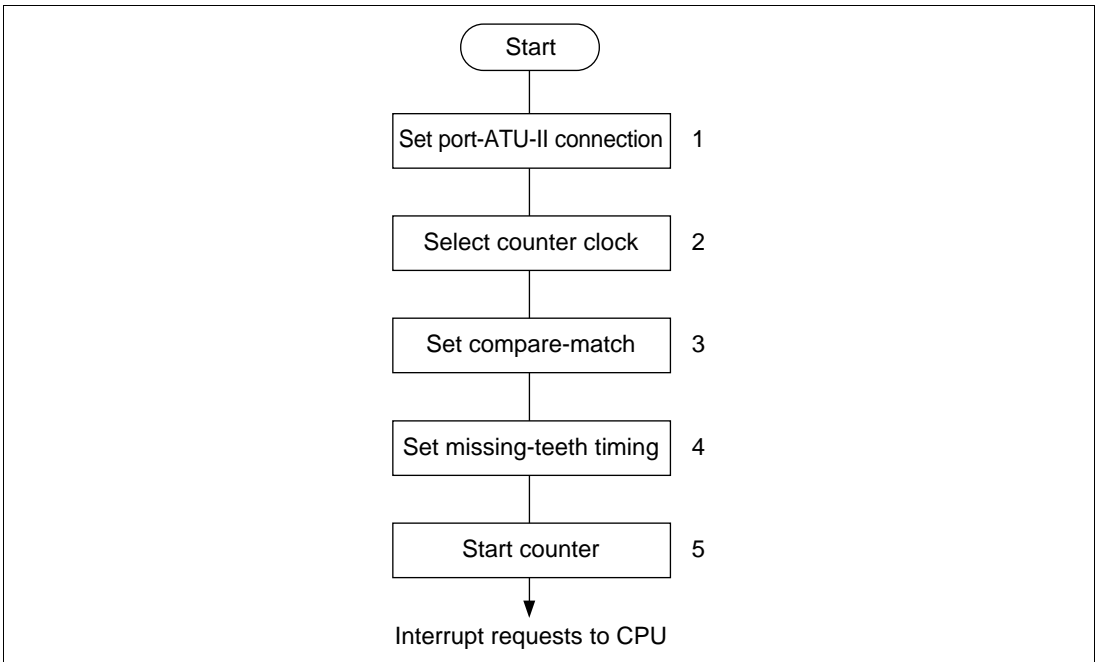 Start
Set port-ATU-II connection 1
Select counter clock 2
Set compare-match 3
Set missing-teeth timing 4
Start counter 5
Interrupt requests to CPU